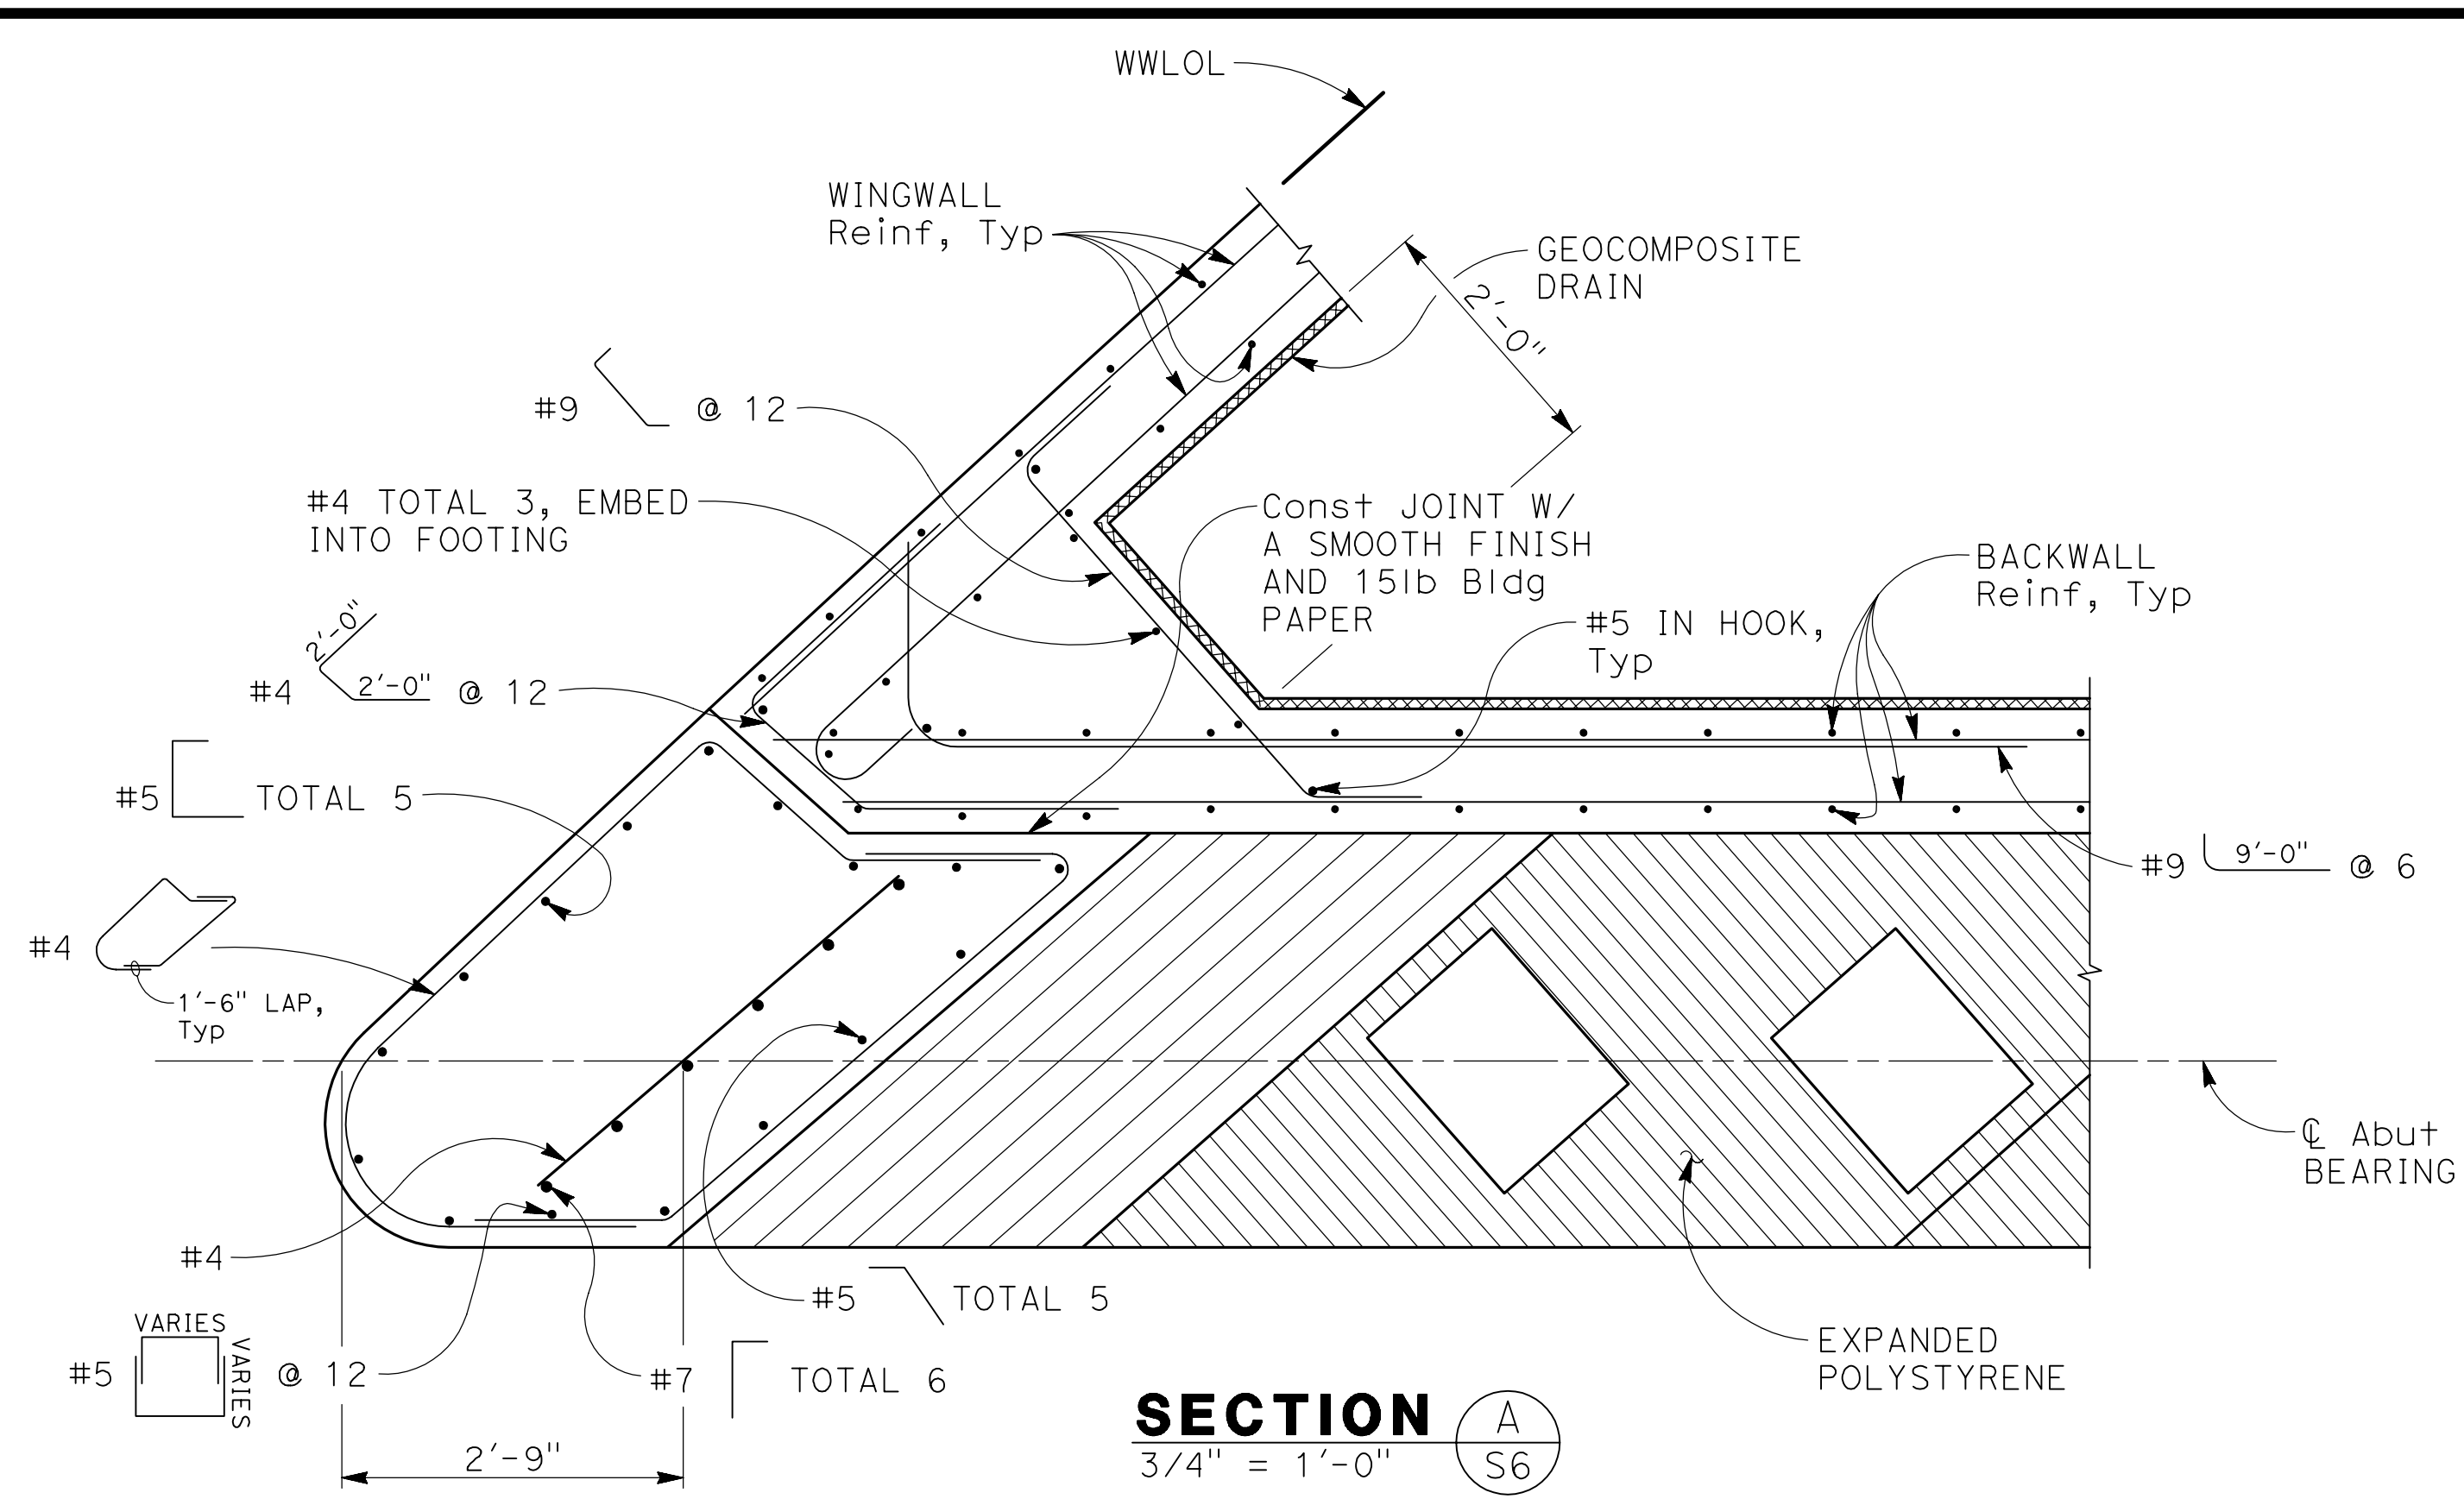 WWLOL
WINGWALL
Reinf, Typ
GEOCOMPOSITE
DRAIN
2'-0"
#9 @ 12
#4 TOTAL 3, EMBED
INTO FOOTING
Const JOINT W/
A SMOOTH FINISH
AND 15lb Bldg
PAPER
BACKWALL
Reinf, Typ
#5 IN HOOK,
Typ
2'-0"
#4 2'-0" @ 12
#5 TOTAL 5
#9 9'-0" @ 6
#4
1'-6" LAP,
Typ
℄ Abut
BEARING
#4
#5 TOTAL 5
VARIES
#5 VARIES @ 12
#7 TOTAL 6
EXPANDED
POLYSTYRENE
2'-9"
SECTION A
3/4" = 1'-0" S6